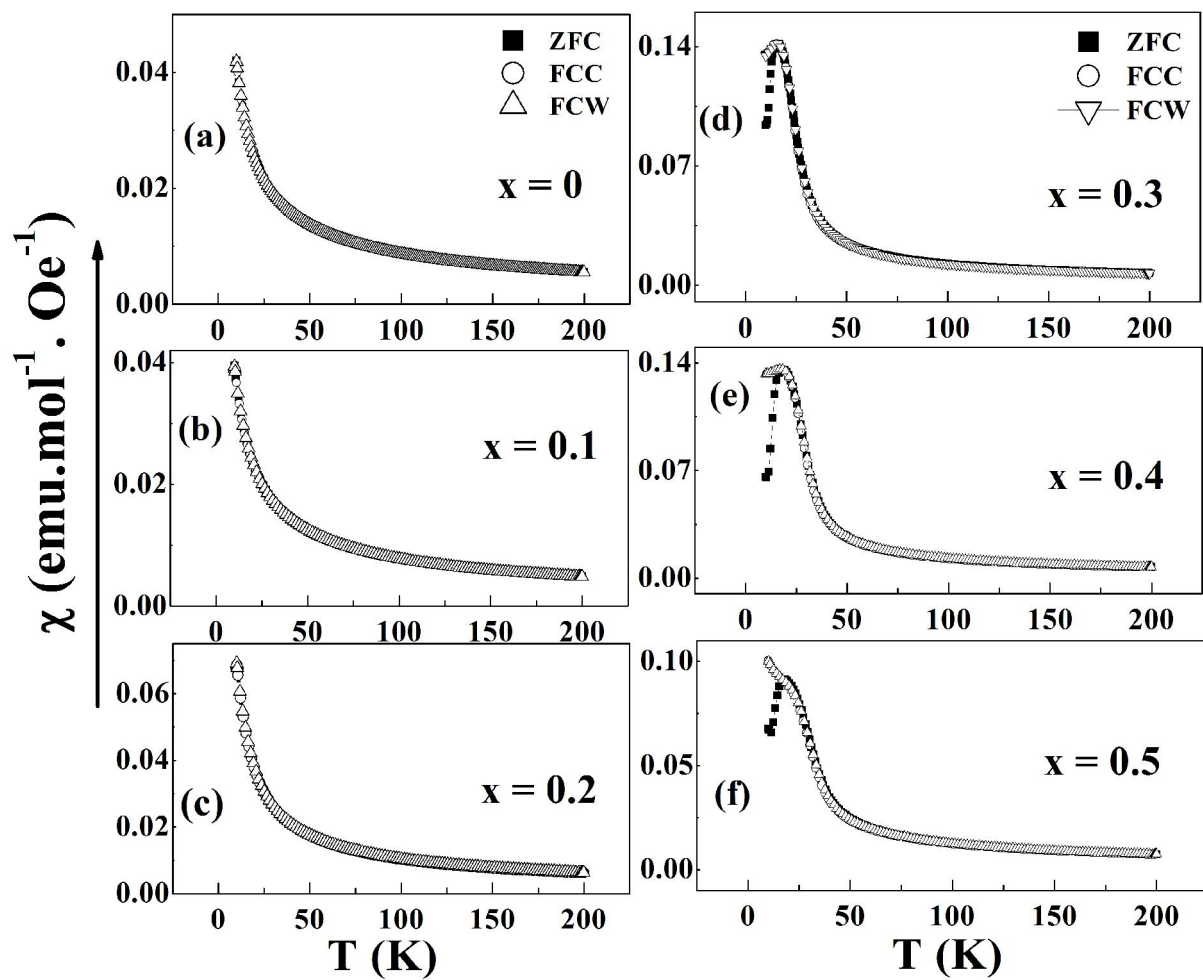 χ (emu.mol⁻¹. Oe⁻¹)
ZFC
FCC
FCW
(a)
x = 0
0.04
0.02
0.00
0 50 100 150 200
(b)
x = 0.1
0.04
0.02
0.00
0 50 100 150 200
(c)
x = 0.2
0.06
0.04
0.02
0.00
0 50 100 150 200
T (K)
ZFC
FCC
FCW
(d)
x = 0.3
0.14
0.07
0.00
0 50 100 150 200
(e)
x = 0.4
0.14
0.07
0.00
0 50 100 150 200
(f)
x = 0.5
0.10
0.05
0.00
0 50 100 150 200
T (K)